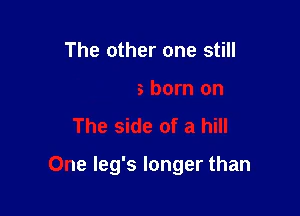 The other one still
s born on
The side of a hill
One leg's longer than